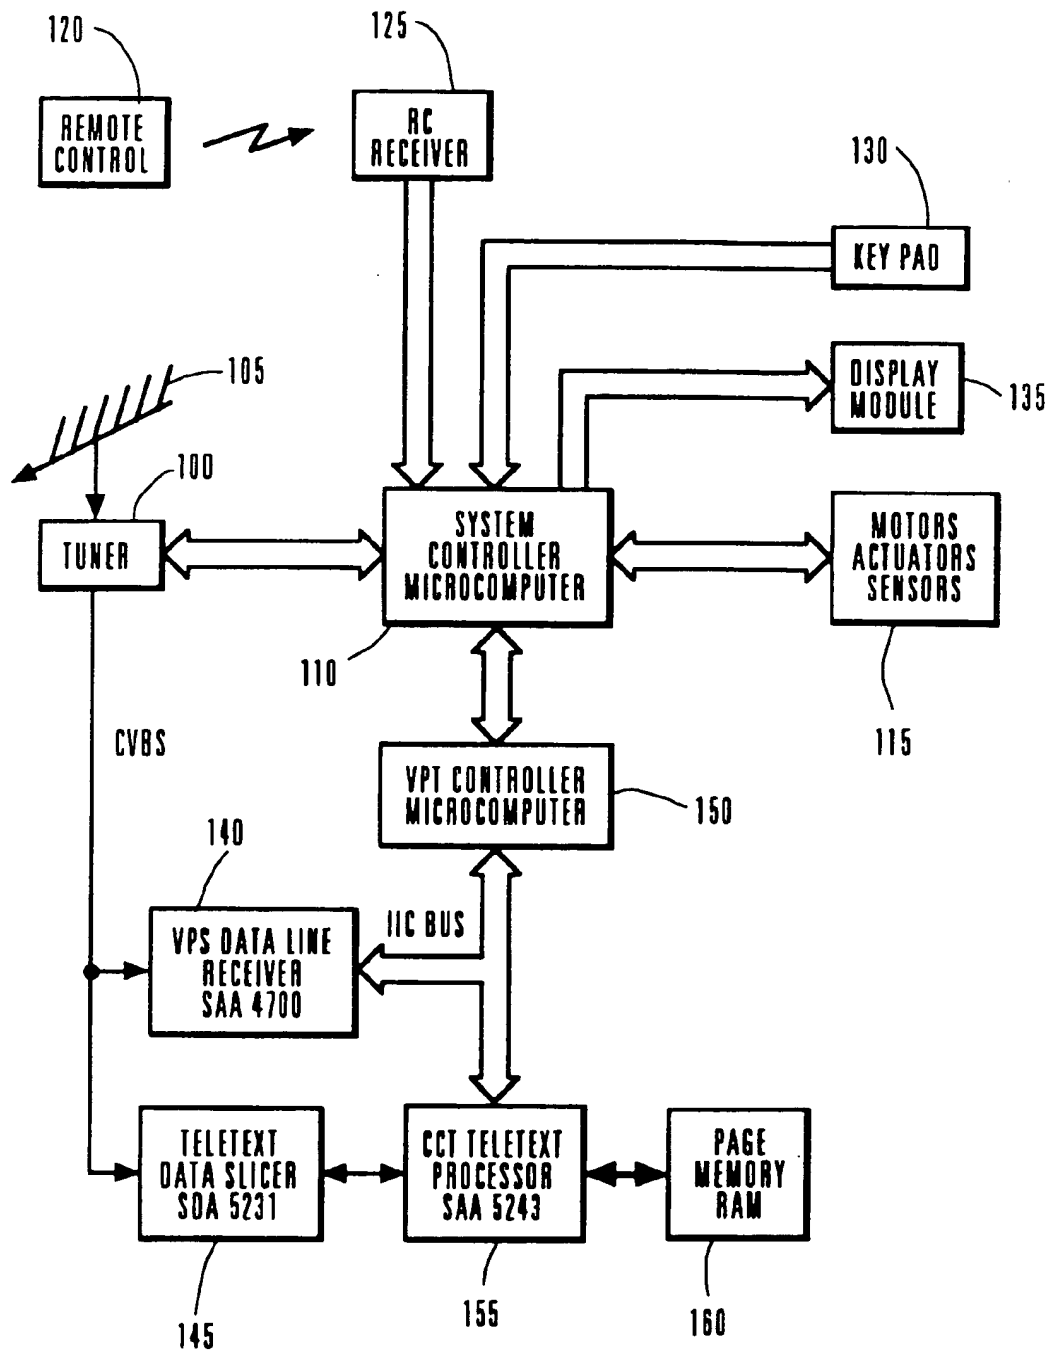 120
125
REMOTE
CONTROL
RC
RECEIVER
130
KEY PAD
105
DISPLAY
MODULE
135
100
TUNER
SYSTEM
CONTROLLER
MICROCOMPUTER
MOTORS
ACTUATORS
SENSORS
110
115
CVBS
VPT CONTROLLER
MICROCOMPUTER
150
140
IIC BUS
VPS DATA LINE
RECEIVER
SAA 4700
TELETEXT
DATA SLICER
SDA 5231
CCT TELETEXT
PROCESSOR
SAA 5243
PAGE
MEMORY
RAM
145
155
160